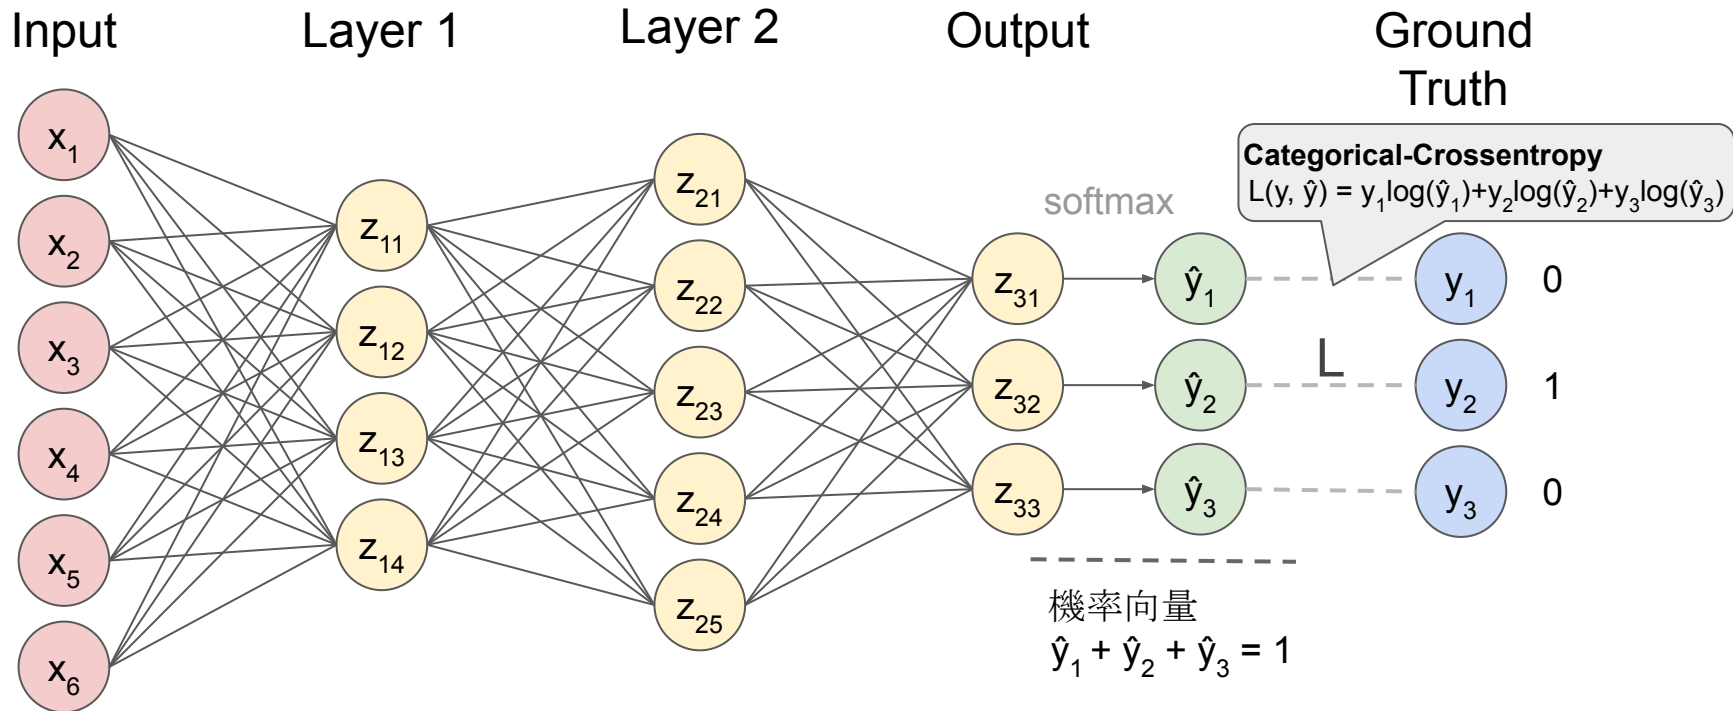 Input
Layer 1
Layer 2
Output
Ground
Truth
x1
x2
x3
x4
x5
x6
z11
z12
z13
z14
z21
z22
z23
z24
z25
z31
z32
z33
softmax
ŷ1
ŷ2
ŷ3
機率向量
ŷ1 + ŷ2 + ŷ3 = 1
Categorical-Crossentropy
L(y, ŷ) = y1log(ŷ1)+y2log(ŷ2)+y3log(ŷ3)
L
y1 0
y2 1
y3 0